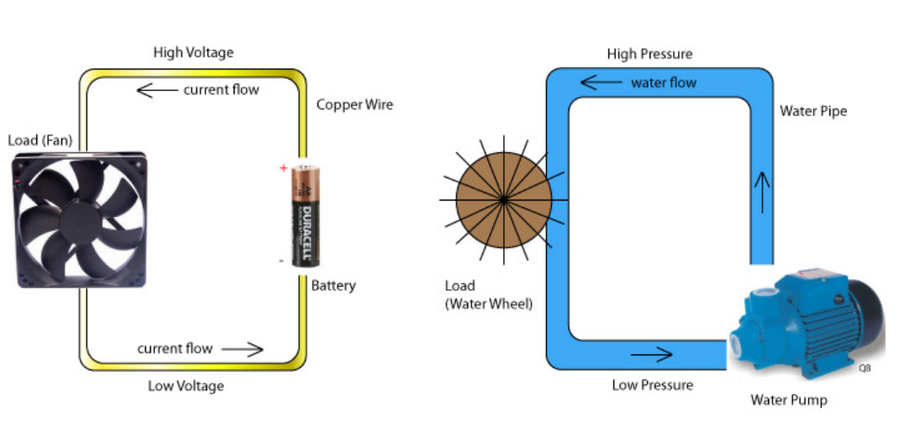 High Voltage
current flow
Copper Wire
Load (Fan)
+
DURACELL
-
Battery
current flow
Low Voltage
High Pressure
water flow
Water Pipe
Load
(Water Wheel)
Low Pressure
QB
Water Pump